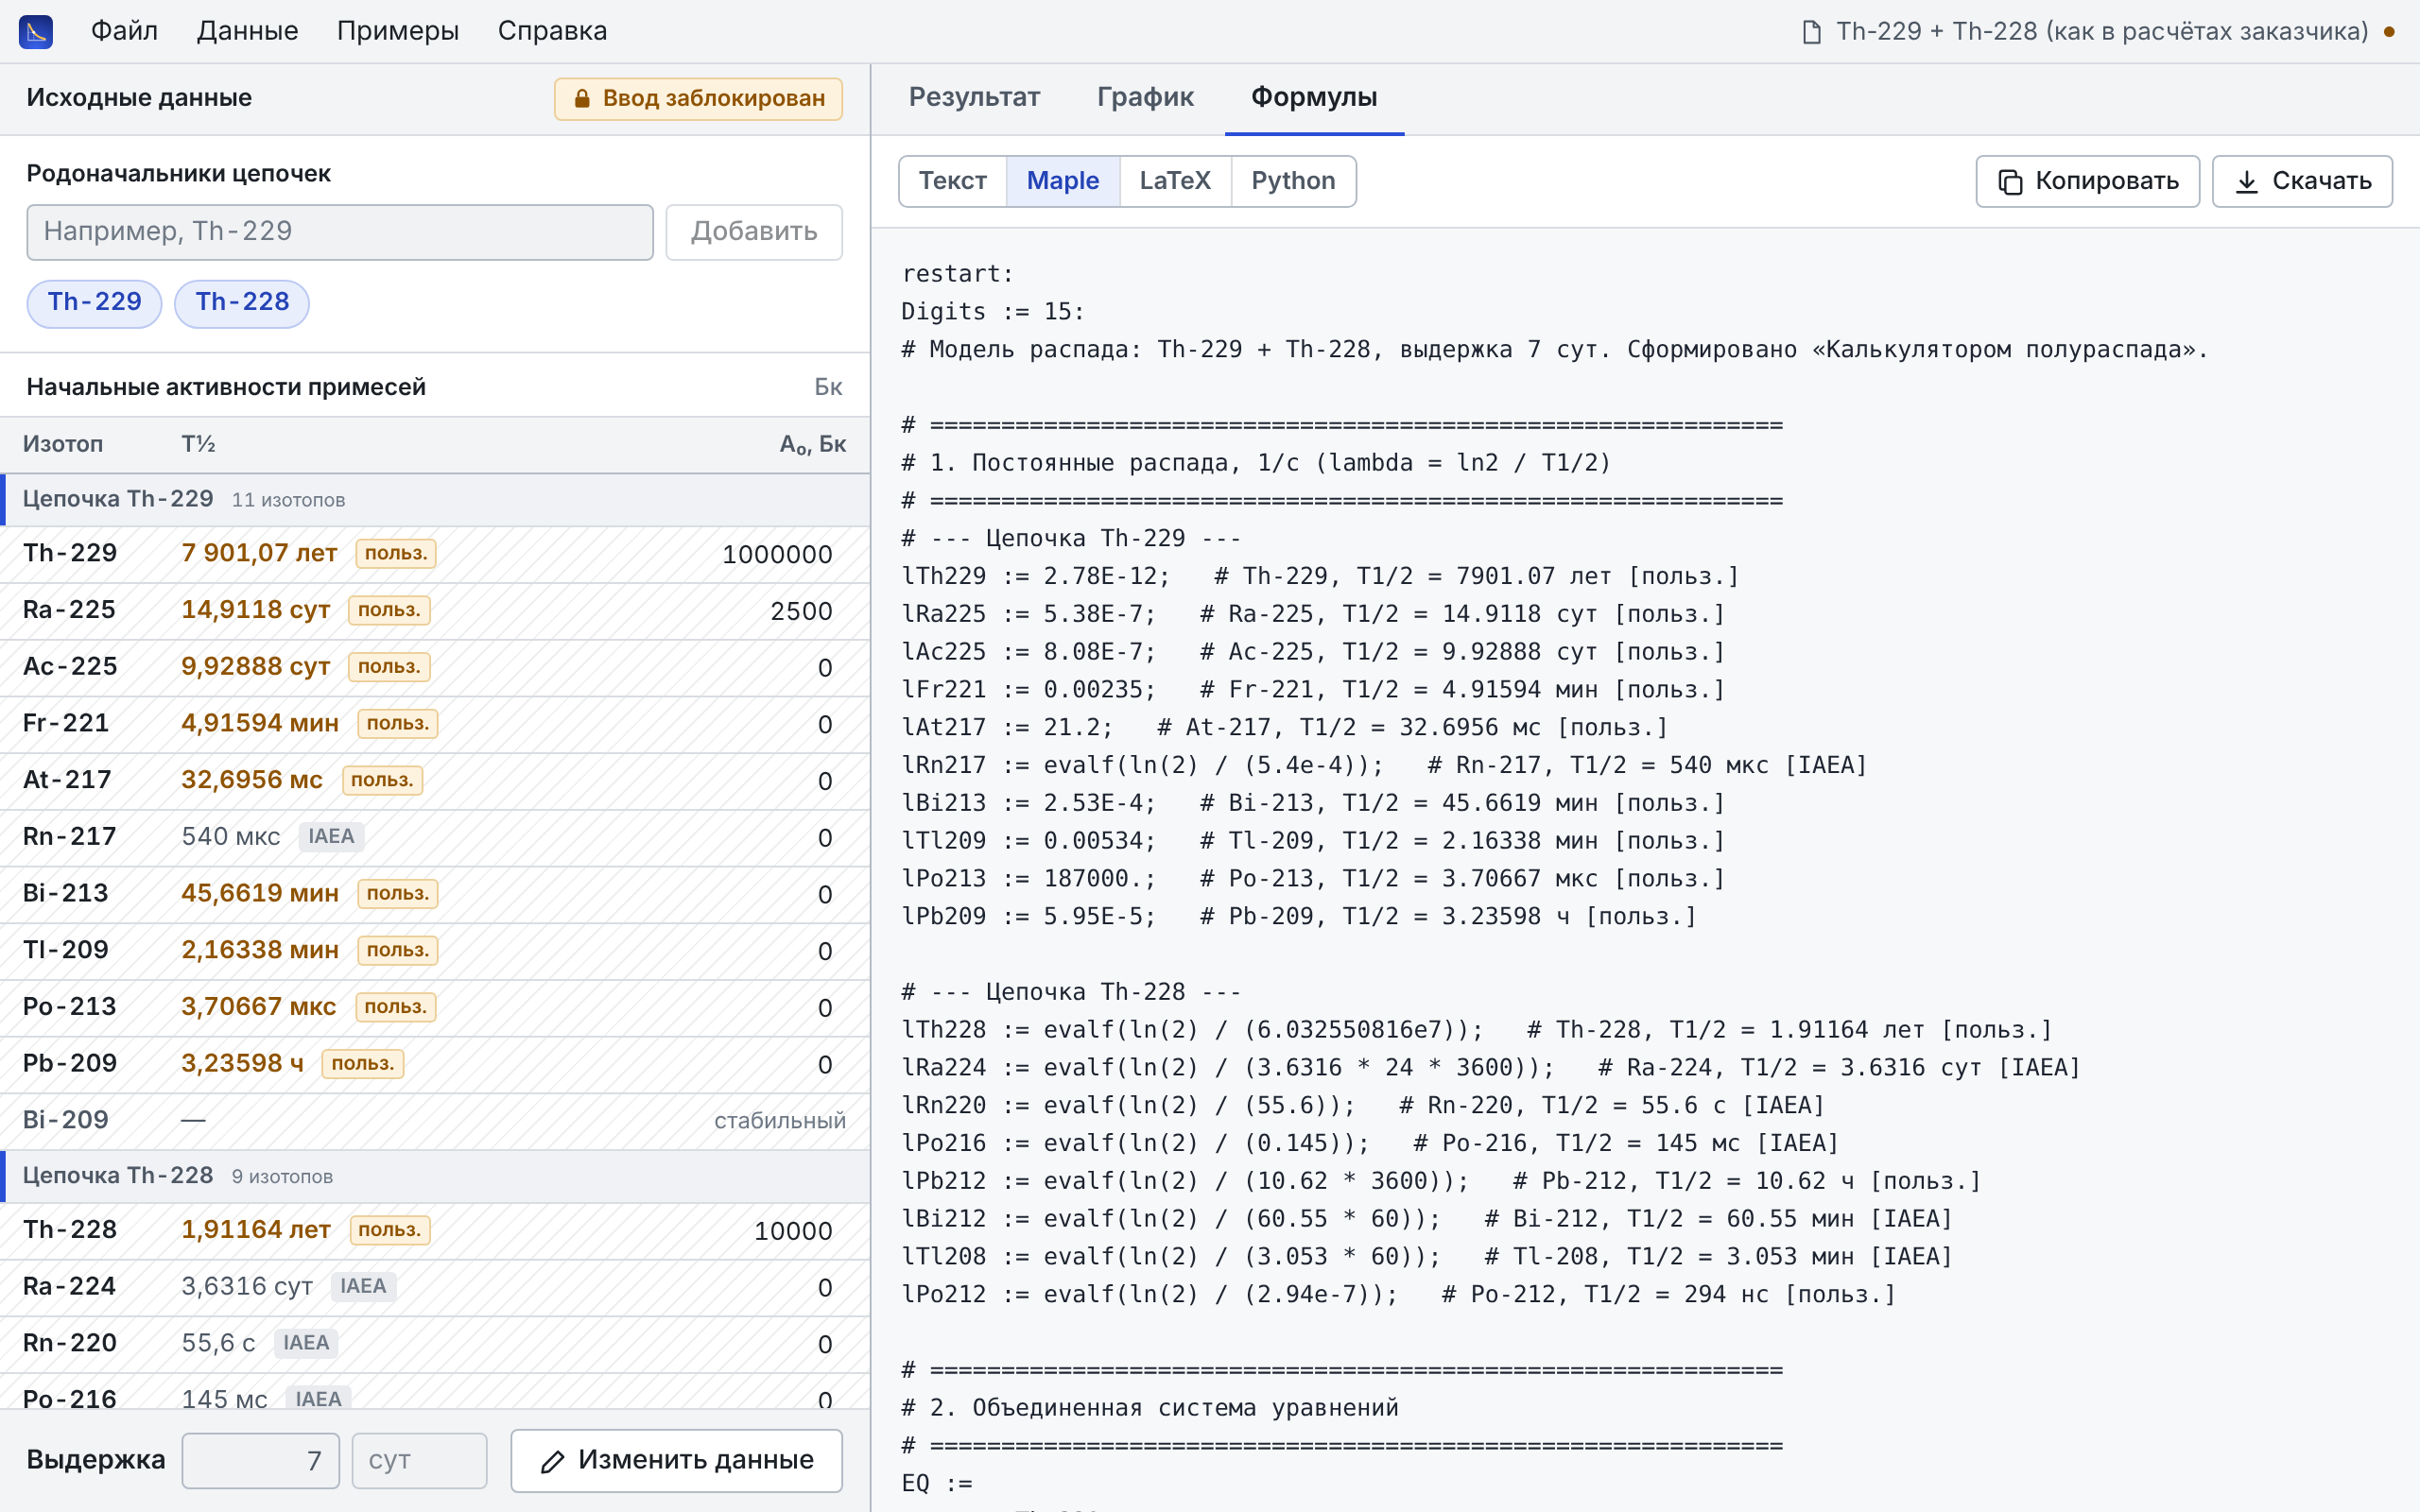 Файл Данные Примеры Справка
Th-229 + Th-228 (как в расчётах заказчика)
Исходные данные
Ввод заблокирован
Родоначальники цепочек
Например, Th-229
Добавить
Th-229 Th-228
Начальные активности примесей Бк
Изотоп T½ A₀, Бк
Цепочка Th-229 11 изотопов
Th-229 7 901,07 лет польз. 1000000
Ra-225 14,9118 сут польз. 2500
Ac-225 9,92888 сут польз. 0
Fr-221 4,91594 мин польз. 0
At-217 32,6956 мс польз. 0
Rn-217 540 мкс IAEA 0
Bi-213 45,6619 мин польз. 0
Tl-209 2,16338 мин польз. 0
Po-213 3,70667 мкс польз. 0
Pb-209 3,23598 ч польз. 0
Bi-209 — стабильный
Цепочка Th-228 9 изотопов
Th-228 1,91164 лет польз. 10000
Ra-224 3,6316 сут IAEA 0
Rn-220 55,6 с IAEA 0
Po-216 145 мс IAEA 0
Выдержка 7 сут Изменить данные
Результат График Формулы
Текст Maple LaTeX Python
Копировать Скачать
restart:
Digits := 15:
# Модель распада: Th-229 + Th-228, выдержка 7 сут. Сформировано «Калькулятором полураспада».
# ============================================================
# 1. Постоянные распада, 1/с (lambda = ln2 / T1/2)
# ============================================================
# --- Цепочка Th-229 ---
lTh229 := 2.78E-12; # Th-229, T1/2 = 7901.07 лет [польз.]
lRa225 := 5.38E-7; # Ra-225, T1/2 = 14.9118 сут [польз.]
lAc225 := 8.08E-7; # Ac-225, T1/2 = 9.92888 сут [польз.]
lFr221 := 0.00235; # Fr-221, T1/2 = 4.91594 мин [польз.]
lAt217 := 21.2; # At-217, T1/2 = 32.6956 мс [польз.]
lRn217 := evalf(ln(2) / (5.4e-4)); # Rn-217, T1/2 = 540 мкс [IAEA]
lBi213 := 2.53E-4; # Bi-213, T1/2 = 45.6619 мин [польз.]
lTl209 := 0.00534; # Tl-209, T1/2 = 2.16338 мин [польз.]
lPo213 := 187000.; # Po-213, T1/2 = 3.70667 мкс [польз.]
lPb209 := 5.95E-5; # Pb-209, T1/2 = 3.23598 ч [польз.]
# --- Цепочка Th-228 ---
lTh228 := evalf(ln(2) / (6.032550816e7)); # Th-228, T1/2 = 1.91164 лет [польз.]
lRa224 := evalf(ln(2) / (3.6316 * 24 * 3600)); # Ra-224, T1/2 = 3.6316 сут [IAEA]
lRn220 := evalf(ln(2) / (55.6)); # Rn-220, T1/2 = 55.6 с [IAEA]
lPo216 := evalf(ln(2) / (0.145)); # Po-216, T1/2 = 145 мс [IAEA]
lPb212 := evalf(ln(2) / (10.62 * 3600)); # Pb-212, T1/2 = 10.62 ч [польз.]
lBi212 := evalf(ln(2) / (60.55 * 60)); # Bi-212, T1/2 = 60.55 мин [IAEA]
lTl208 := evalf(ln(2) / (3.053 * 60)); # Tl-208, T1/2 = 3.053 мин [IAEA]
lPo212 := evalf(ln(2) / (2.94e-7)); # Po-212, T1/2 = 294 нс [польз.]
# ============================================================
# 2. Объединенная система уравнений
# ============================================================
EQ :=